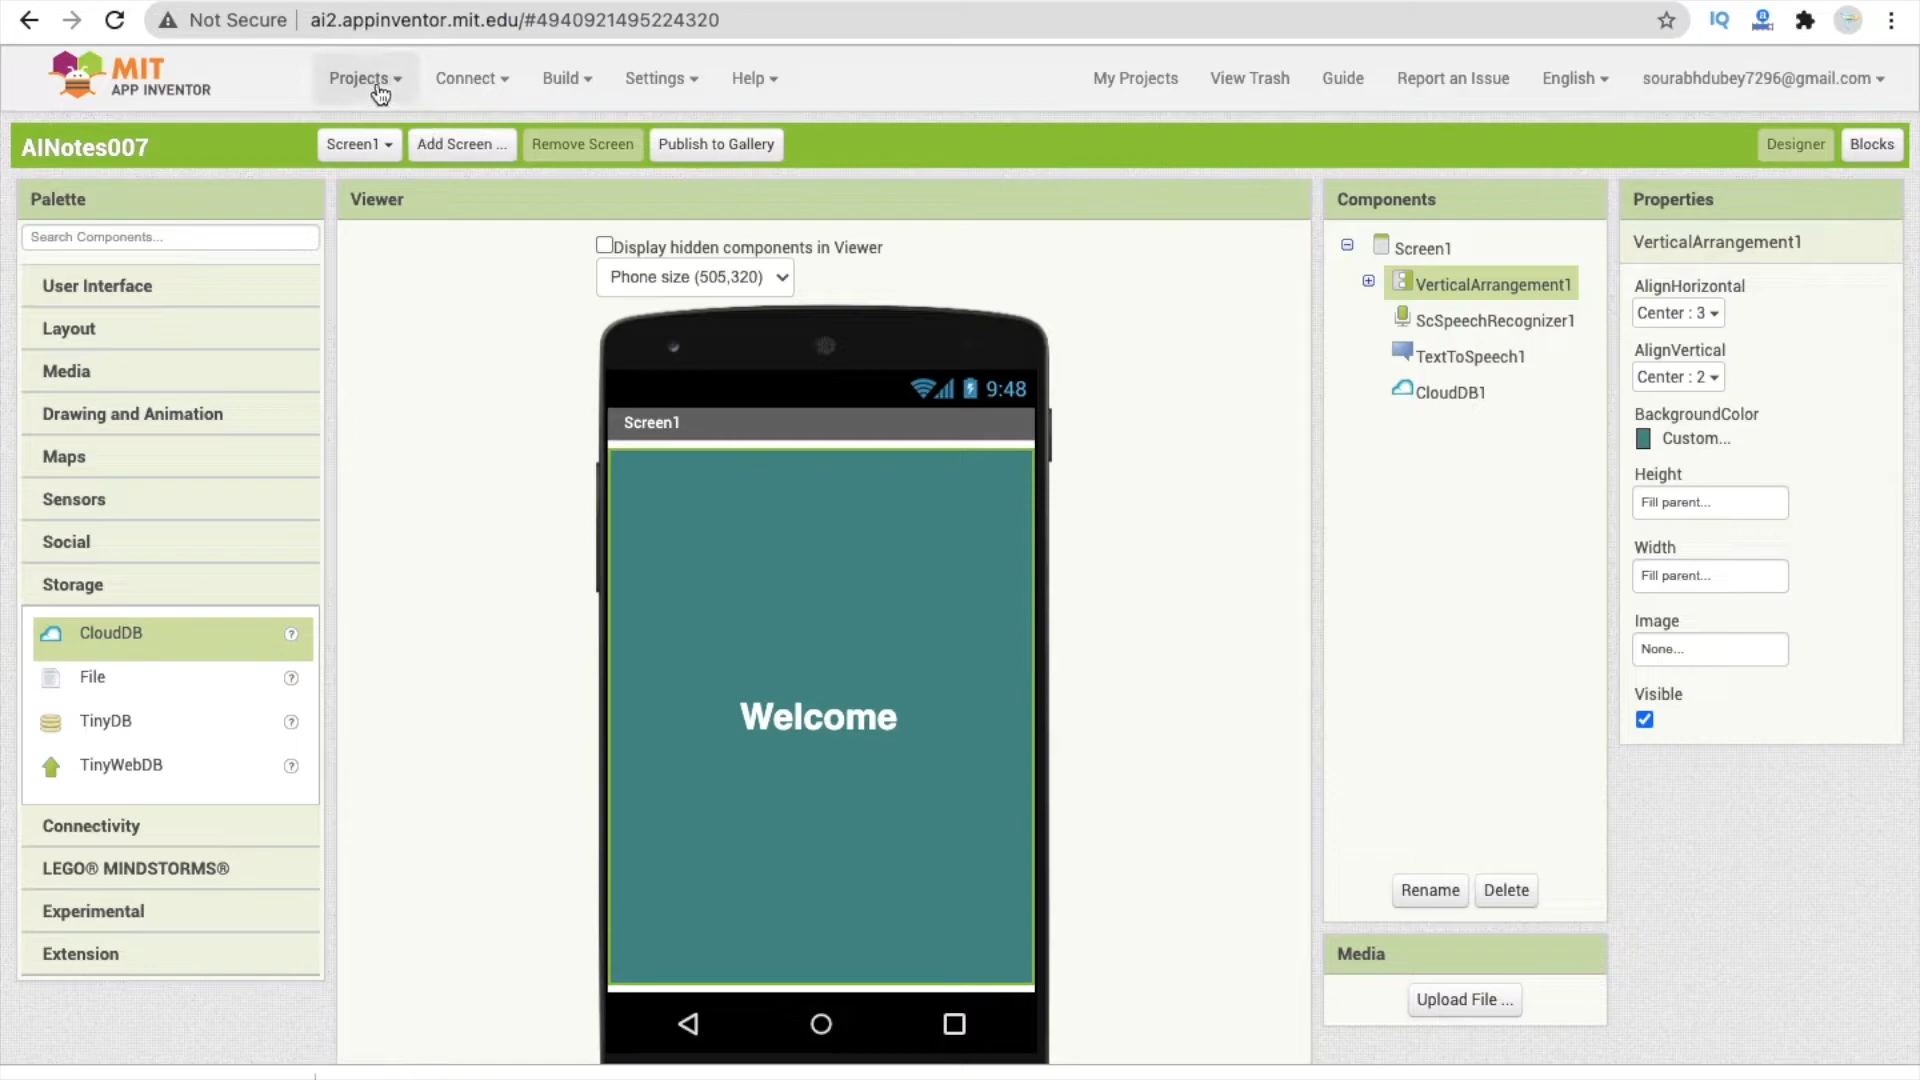 Not Secure | ai2.appinventor.mit.edu/#4940921495224320
MIT
APP INVENTOR
Projects
Connect
Build
Settings
Help
My Projects
View Trash
Guide
Report an Issue
English
sourabhdubey7296@gmail.com
AINotes007
Screen1
Add Screen ...
Remove Screen
Publish to Gallery
Designer
Blocks
Palette
Search Components...
User Interface
Layout
Media
Drawing and Animation
Maps
Sensors
Social
Storage
CloudDB ?
File ?
TinyDB ?
TinyWebDB ?
Connectivity
LEGO® MINDSTORMS®
Experimental
Extension
Viewer
Display hidden components in Viewer
Phone size (505,320)
9:48
Screen1
Welcome
Components
Screen1
VerticalArrangement1
ScSpeechRecognizer1
TextToSpeech1
CloudDB1
Rename
Delete
Media
Upload File ...
Properties
VerticalArrangement1
AlignHorizontal
Center : 3
AlignVertical
Center : 2
BackgroundColor
Custom...
Height
Fill parent...
Width
Fill parent...
Image
None...
Visible